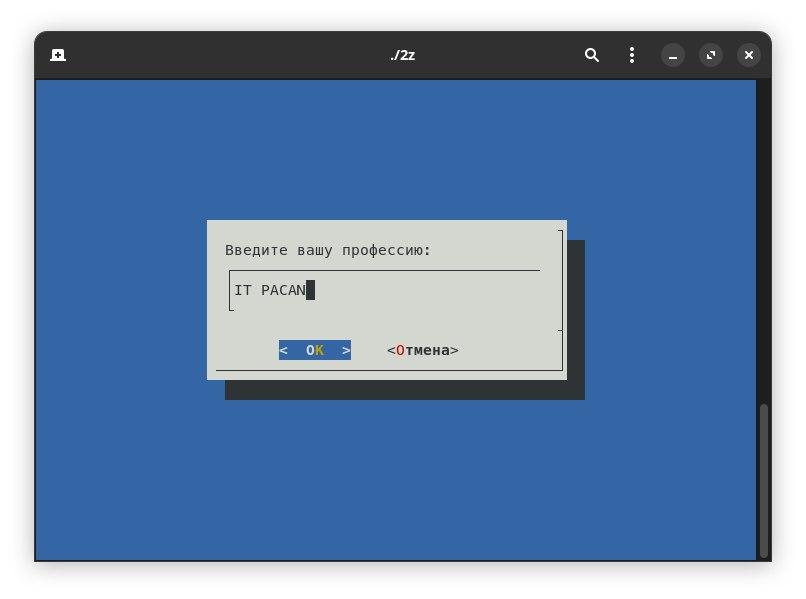 ./2z
Введите вашу профессию:
IT PACAN
< OK > <Отмена>